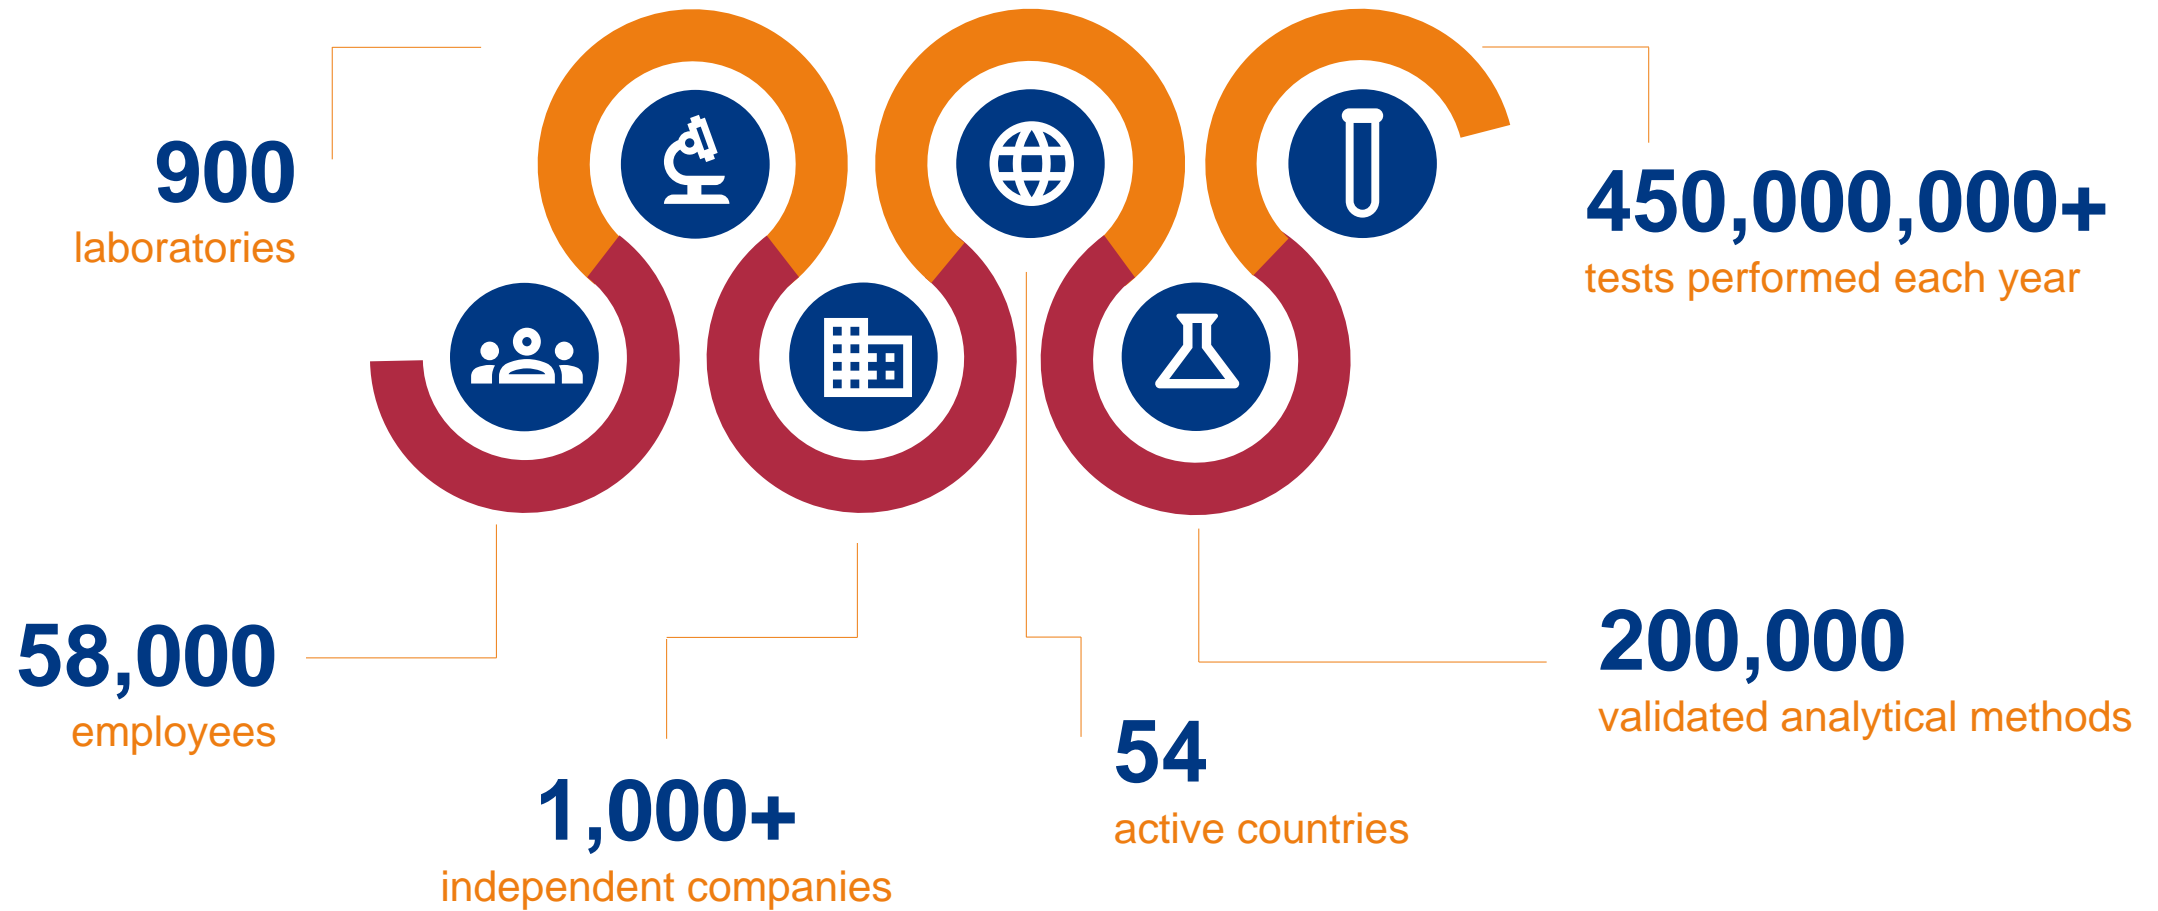 900
laboratories
450,000,000+
tests performed each year
58,000
employees
1,000+
independent companies
54
active countries
200,000
validated analytical methods